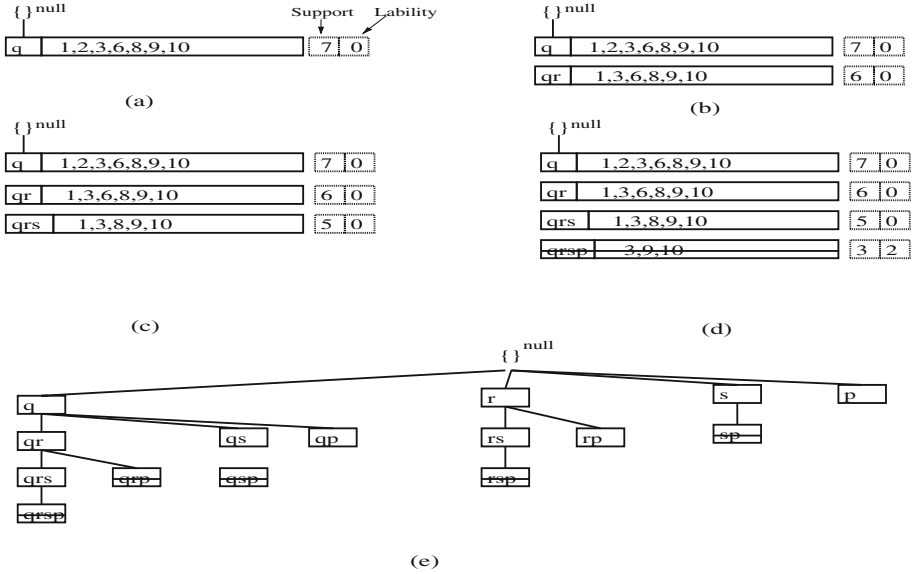 { } null
Support Lability
q 1,2,3,6,8,9,10 7 0
(a)
{ } null
q 1,2,3,6,8,9,10 7 0
qr 1,3,6,8,9,10 6 0
(b)
{ } null
q 1,2,3,6,8,9,10 7 0
qr 1,3,6,8,9,10 6 0
qrs 1,3,8,9,10 5 0
(c)
{ } null
q 1,2,3,6,8,9,10 7 0
qr 1,3,6,8,9,10 6 0
qrs 1,3,8,9,10 5 0
qrsp 3,9,10 3 2
(d)
{ } null
q r s p
qr qs qp rs rp sp
qrs qrp qsp rsp
qrsp
(e)